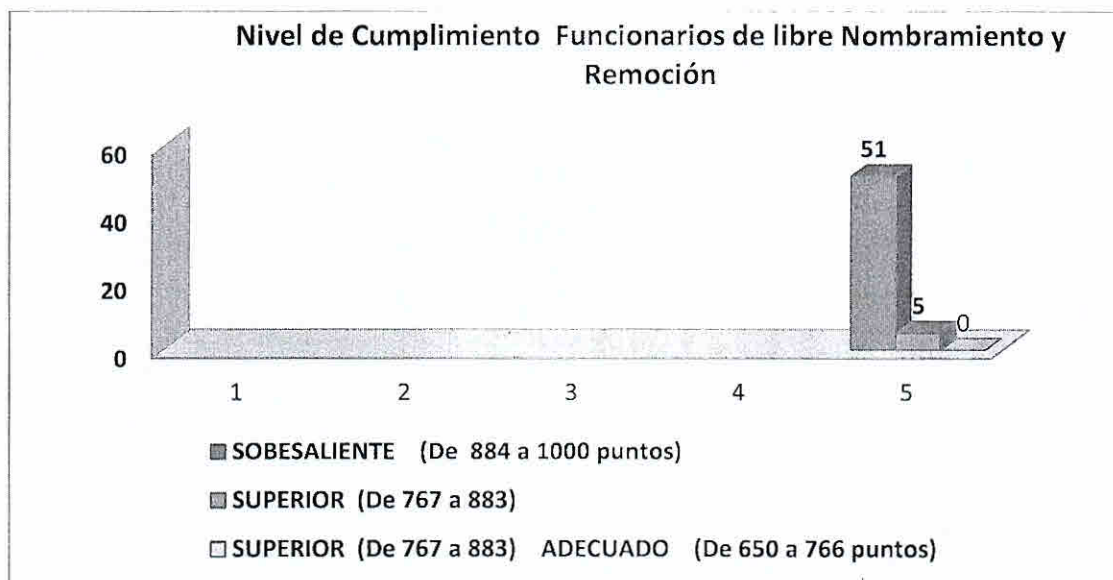 Nivel de Cumplimiento Funcionarios de libre Nombramiento y
Remoción
60
40
20
0
51
5
0
1 2 3 4 5
SOBESALIENTE (De 884 a 1000 puntos)
SUPERIOR (De 767 a 883)
SUPERIOR (De 767 a 883) ADECUADO (De 650 a 766 puntos)